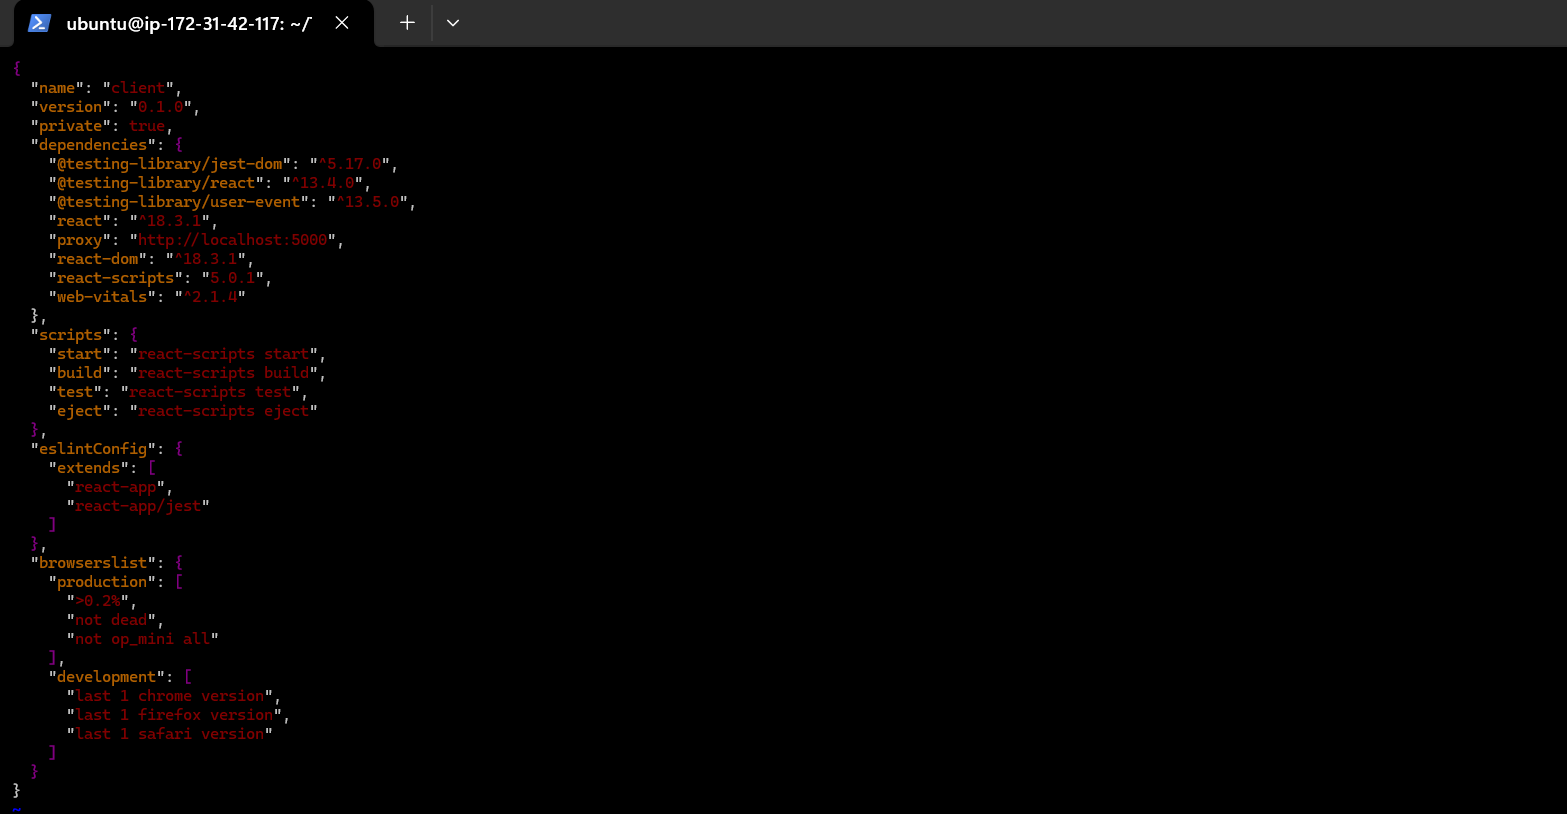 ubuntu@ip-172-31-42-117: ~/
{
  "name": "client",
  "version": "0.1.0",
  "private": true,
  "dependencies": {
    "@testing-library/jest-dom": "^5.17.0",
    "@testing-library/react": "^13.4.0",
    "@testing-library/user-event": "^13.5.0",
    "react": "^18.3.1",
    "proxy": "http://localhost:5000",
    "react-dom": "^18.3.1",
    "react-scripts": "5.0.1",
    "web-vitals": "^2.1.4"
  },
  "scripts": {
    "start": "react-scripts start",
    "build": "react-scripts build",
    "test": "react-scripts test",
    "eject": "react-scripts eject"
  },
  "eslintConfig": {
    "extends": [
      "react-app",
      "react-app/jest"
    ]
  },
  "browserslist": {
    "production": [
      ">0.2%",
      "not dead",
      "not op_mini all"
    ],
    "development": [
      "last 1 chrome version",
      "last 1 firefox version",
      "last 1 safari version"
    ]
  }
}
~